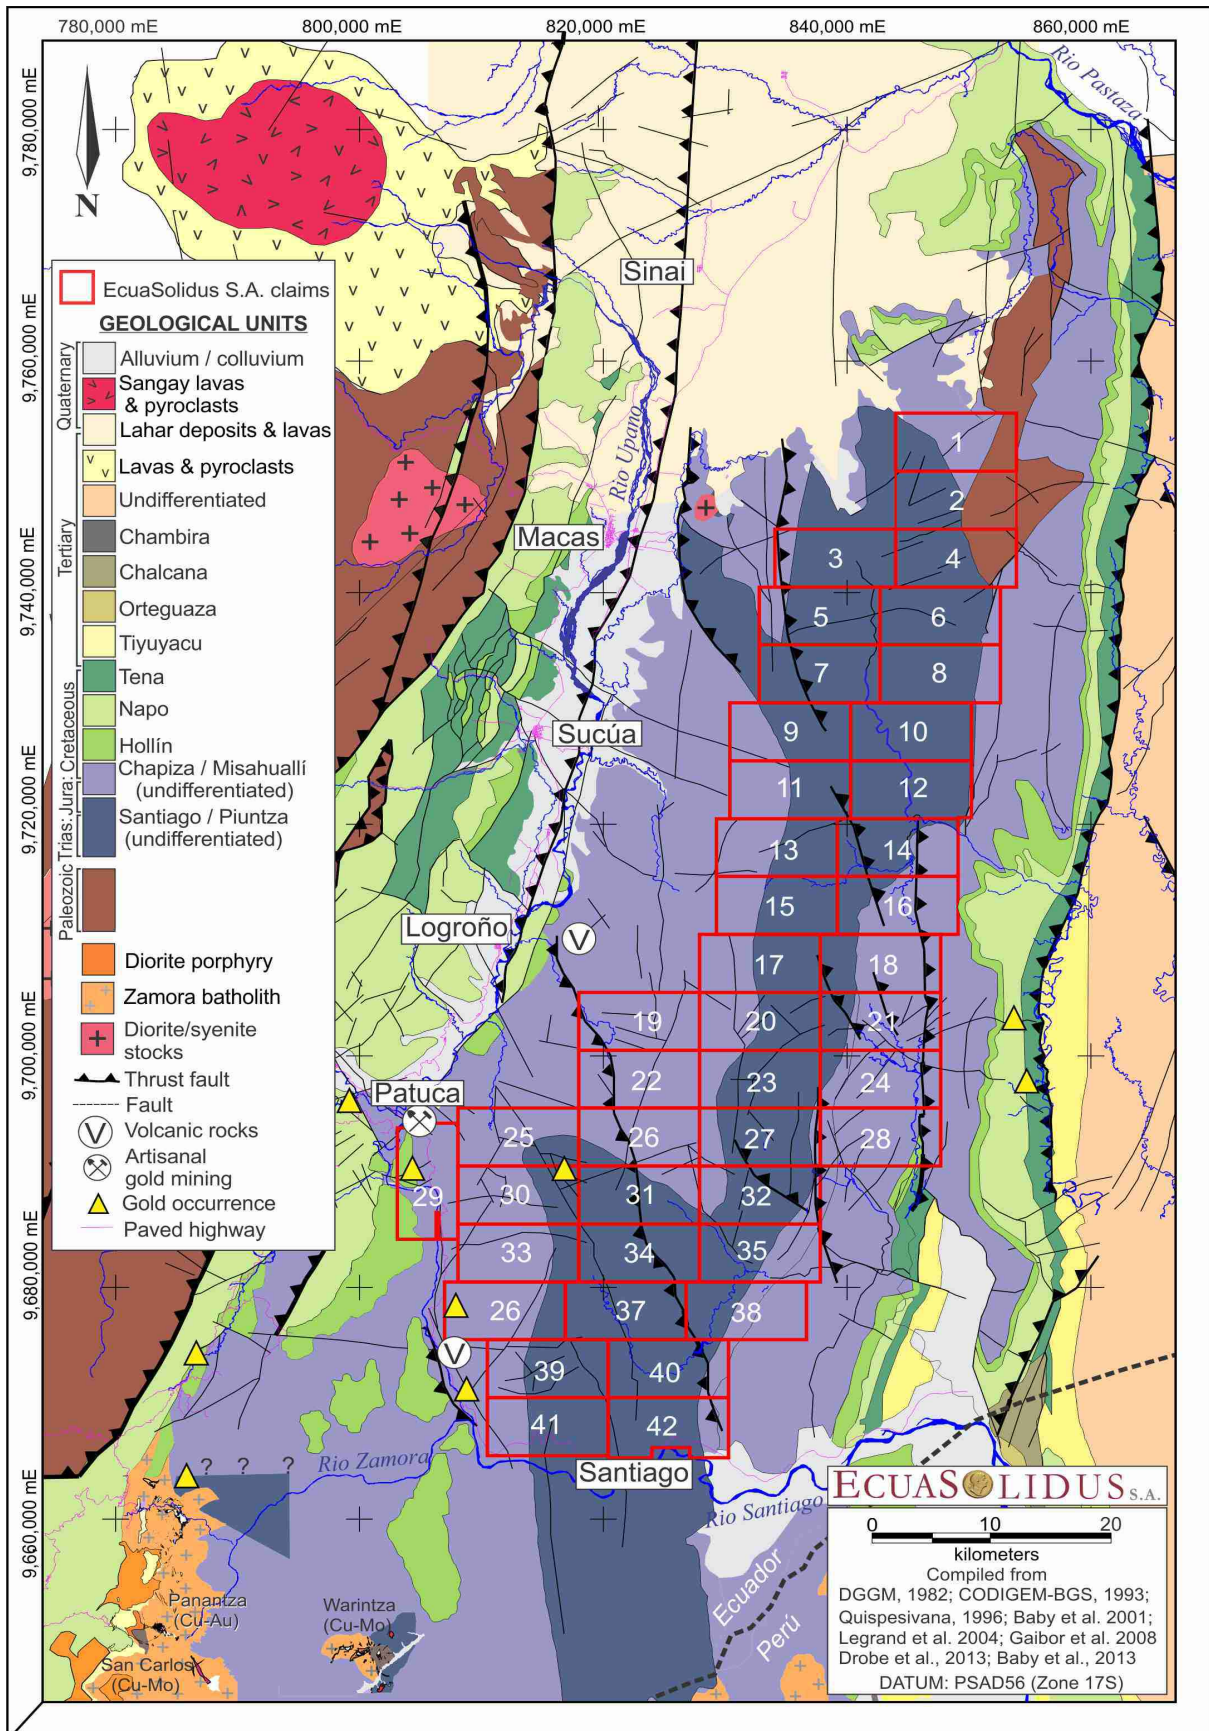 780,000 mE
800,000 mE
820,000 mE
840,000 mE
860,000 mE
9,780,000 mE
9,760,000 mE
9,740,000 mE
9,720,000 mE
9,700,000 mE
9,680,000 mE
9,660,000 mE
N
Rio Pastaza
Sinai
Rio Upano
Macas
Sucúa
Logroño
Patuca
Santiago
Rio Zamora
Rio Santiago
Ecuador
Perú
EcuaSolidus S.A. claims
GEOLOGICAL UNITS
Quaternary
Tertiary
Cretaceous
Jura:
Trias:
Paleozoic
Alluvium / colluvium
Sangay lavas
& pyroclasts
Lahar deposits & lavas
Lavas & pyroclasts
Undifferentiated
Chambira
Chalcana
Orteguaza
Tiyuyacu
Tena
Napo
Hollín
Chapiza / Misahuallí
(undifferentiated)
Santiago / Piuntza
(undifferentiated)
Diorite porphyry
Zamora batholith
Diorite/syenite
stocks
Thrust fault
Fault
V
Volcanic rocks
Artisanal
gold mining
Gold occurrence
Paved highway
1
2
3
4
5
6
7
8
9
10
11
12
13
14
15
16
V
17
18
19
20
21
22
23
24
25
26
27
28
29
30
31
32
33
34
35
26
37
38
V
39
40
41
42
? ? ?
Panantza
(Cu-Au)
San Carlos
(Cu-Mo)
Warintza
(Cu-Mo)
ECUASOLIDUS S.A.
0 10 20
kilometers
Compiled from
DGGM, 1982; CODIGEM-BGS, 1993;
Quispesivana, 1996; Baby et al. 2001;
Legrand et al. 2004; Gaibor et al. 2008
Drobe et al., 2013; Baby et al., 2013
DATUM: PSAD56 (Zone 17S)